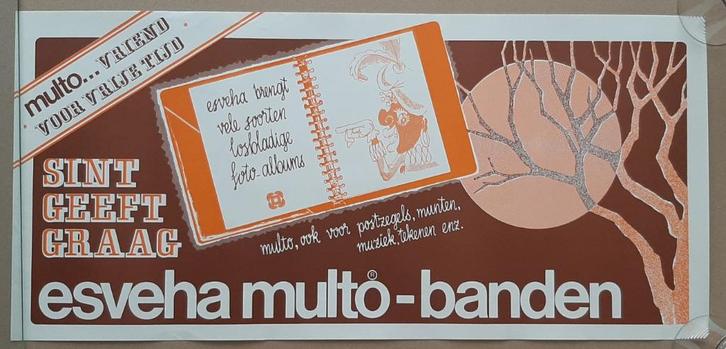 multo... VRIEND
VOOR VRIJE TIJD
esveha brengt
vele soorten
losbladige
foto-albums
SINT
GEEFT
GRAAG
multo, ook voor postzegels, munten,
muziek, tekenen enz.
esveha multo®-banden